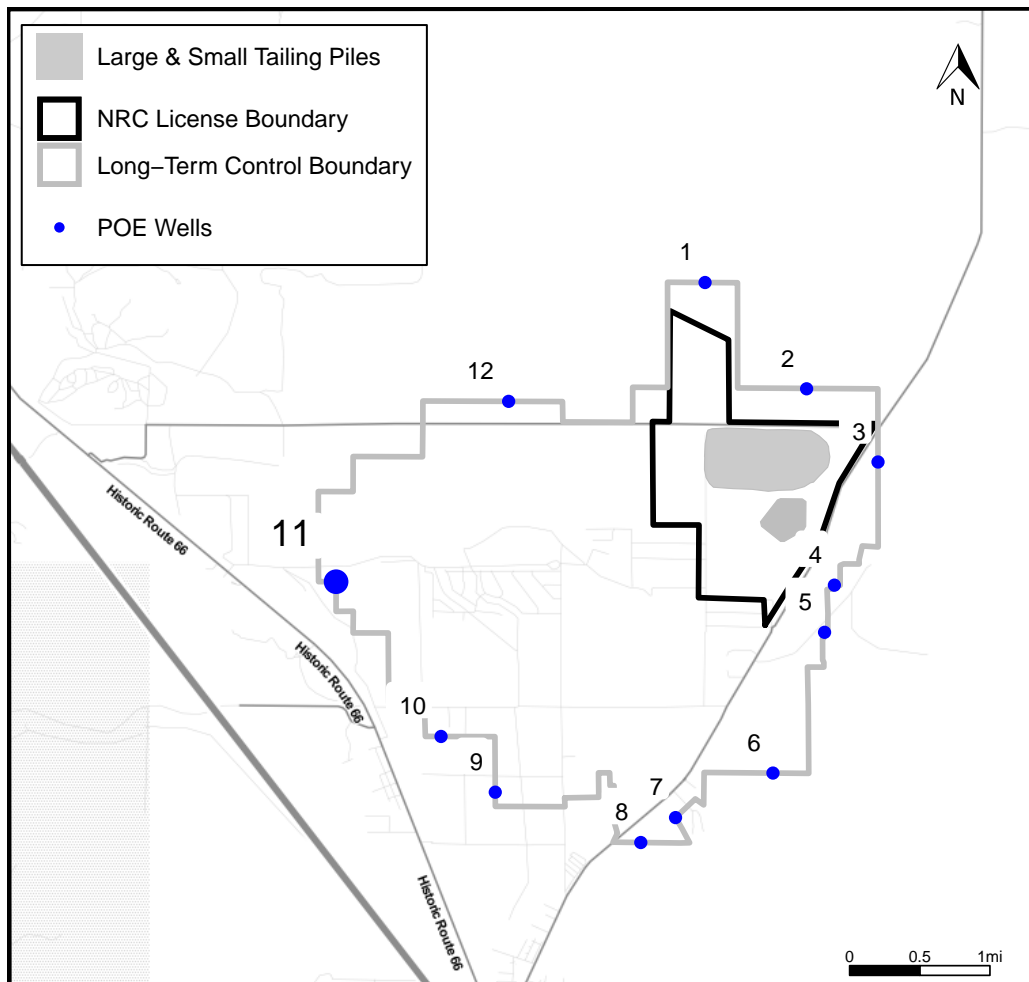 Large & Small Tailing Piles
NRC License Boundary
Long−Term Control Boundary
POE Wells
N
1
2
12
3
Historic Route 66
11
4
5
Historic Route 66
10
6
9
7
8
Historic Route 66
0 0.5 1mi